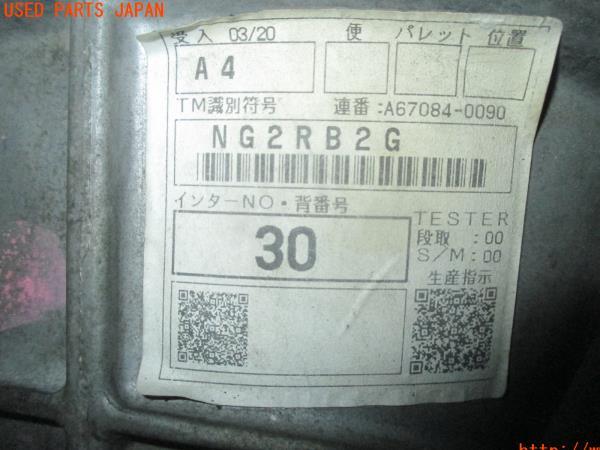 USED PARTS JAPAN
受入 03/20 便 パレット 位置
A4
TM識別符号 連番:A67084-0090
NG2RB2G
インターNO・背番号
TESTER
段取 :00
30
S/M:00
生産指示
http://w